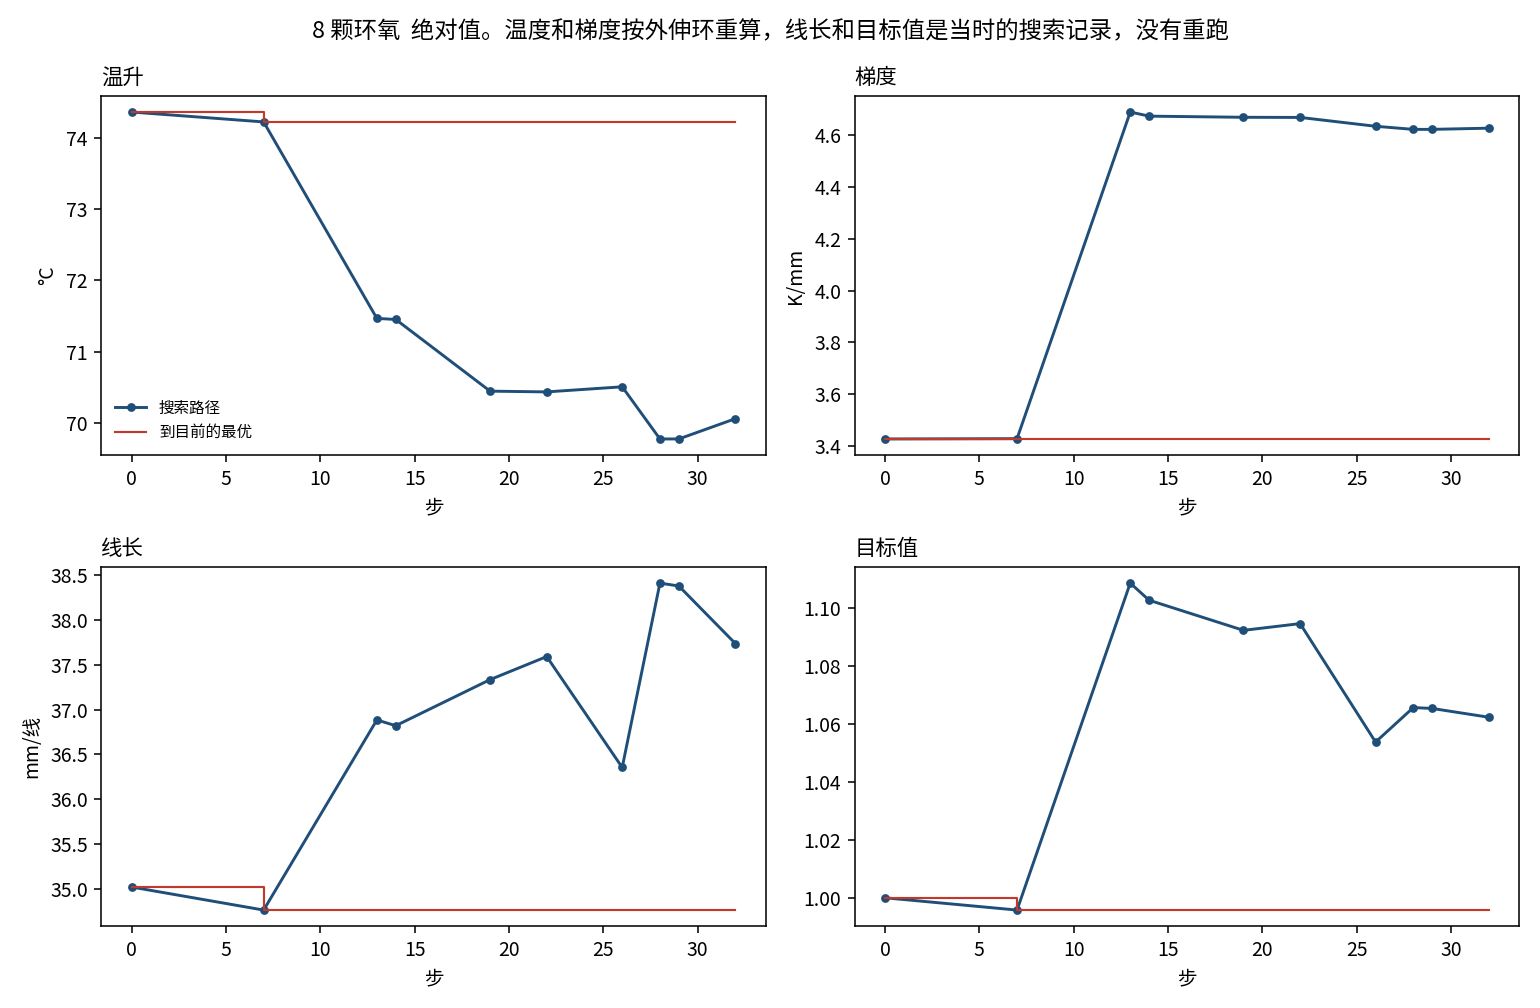 8 颗环氧 绝对值。温度和梯度按外伸环重算，线长和目标值是当时的搜索记录，没有重跑
温升
74
73
72
71
70
°C
搜索路径
到目前的最优
0 5 10 15 20 25 30
步
梯度
4.6
4.4
4.2
4.0
3.8
3.6
3.4
K/mm
0 5 10 15 20 25 30
步
线长
38.5
38.0
37.5
37.0
36.5
36.0
35.5
35.0
mm/线
0 5 10 15 20 25 30
步
目标值
1.10
1.08
1.06
1.04
1.02
1.00
0 5 10 15 20 25 30
步